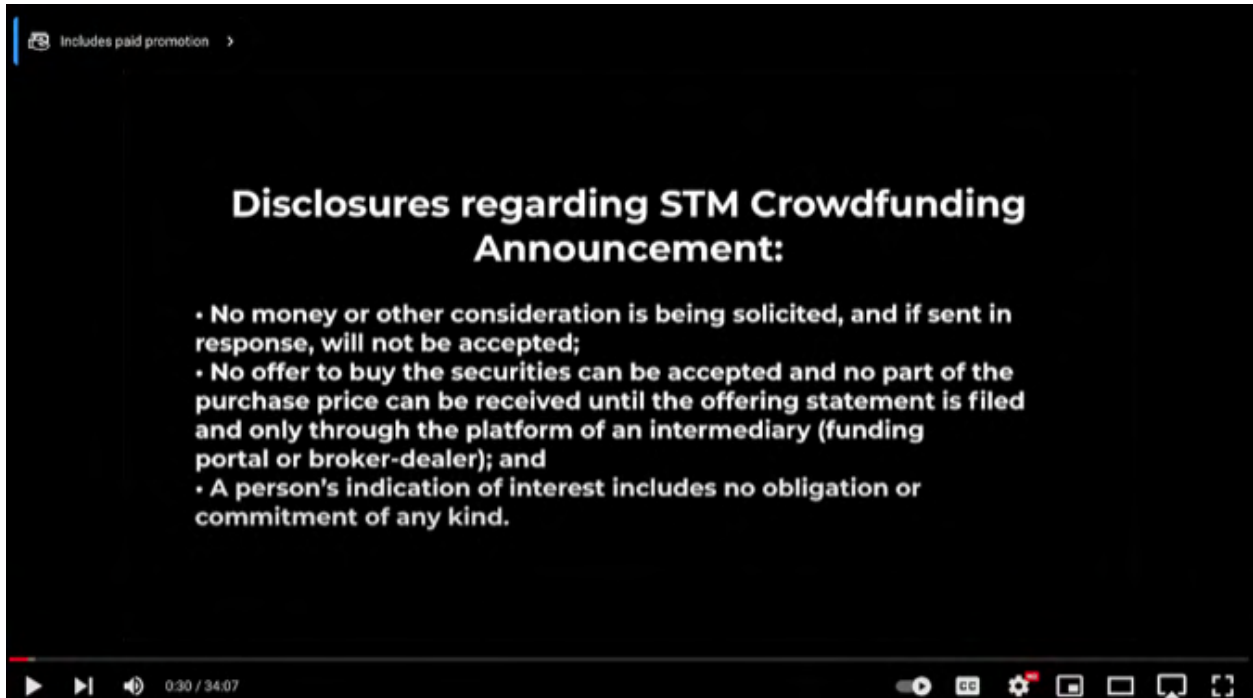 Includes paid promotion
Disclosures regarding STM Crowdfunding
Announcement:
• No money or other consideration is being solicited, and if sent in
response, will not be accepted;
• No offer to buy the securities can be accepted and no part of the
purchase price can be received until the offering statement is filed
and only through the platform of an intermediary (funding
portal or broker-dealer); and
• A person's indication of interest includes no obligation or
commitment of any kind.
0:30 / 34:07
CC
HD